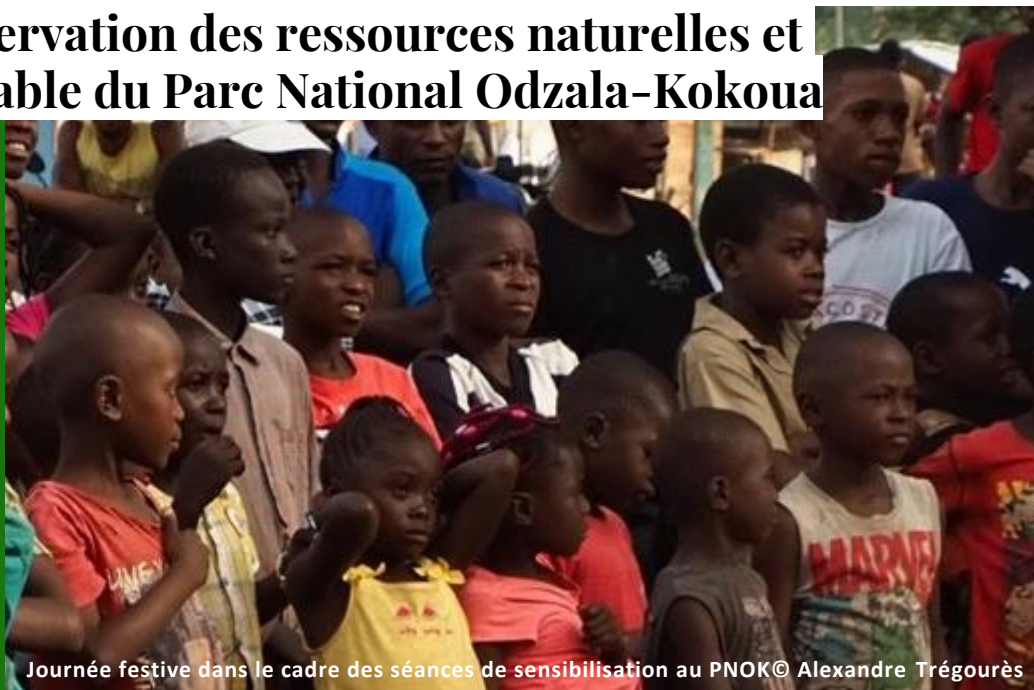 ervation des ressources naturelles et
able du Parc National Odzala-Kokoua
MARVEL
Journée festive dans le cadre des séances de sensibilisation au PNOK© Alexandre Trégourès